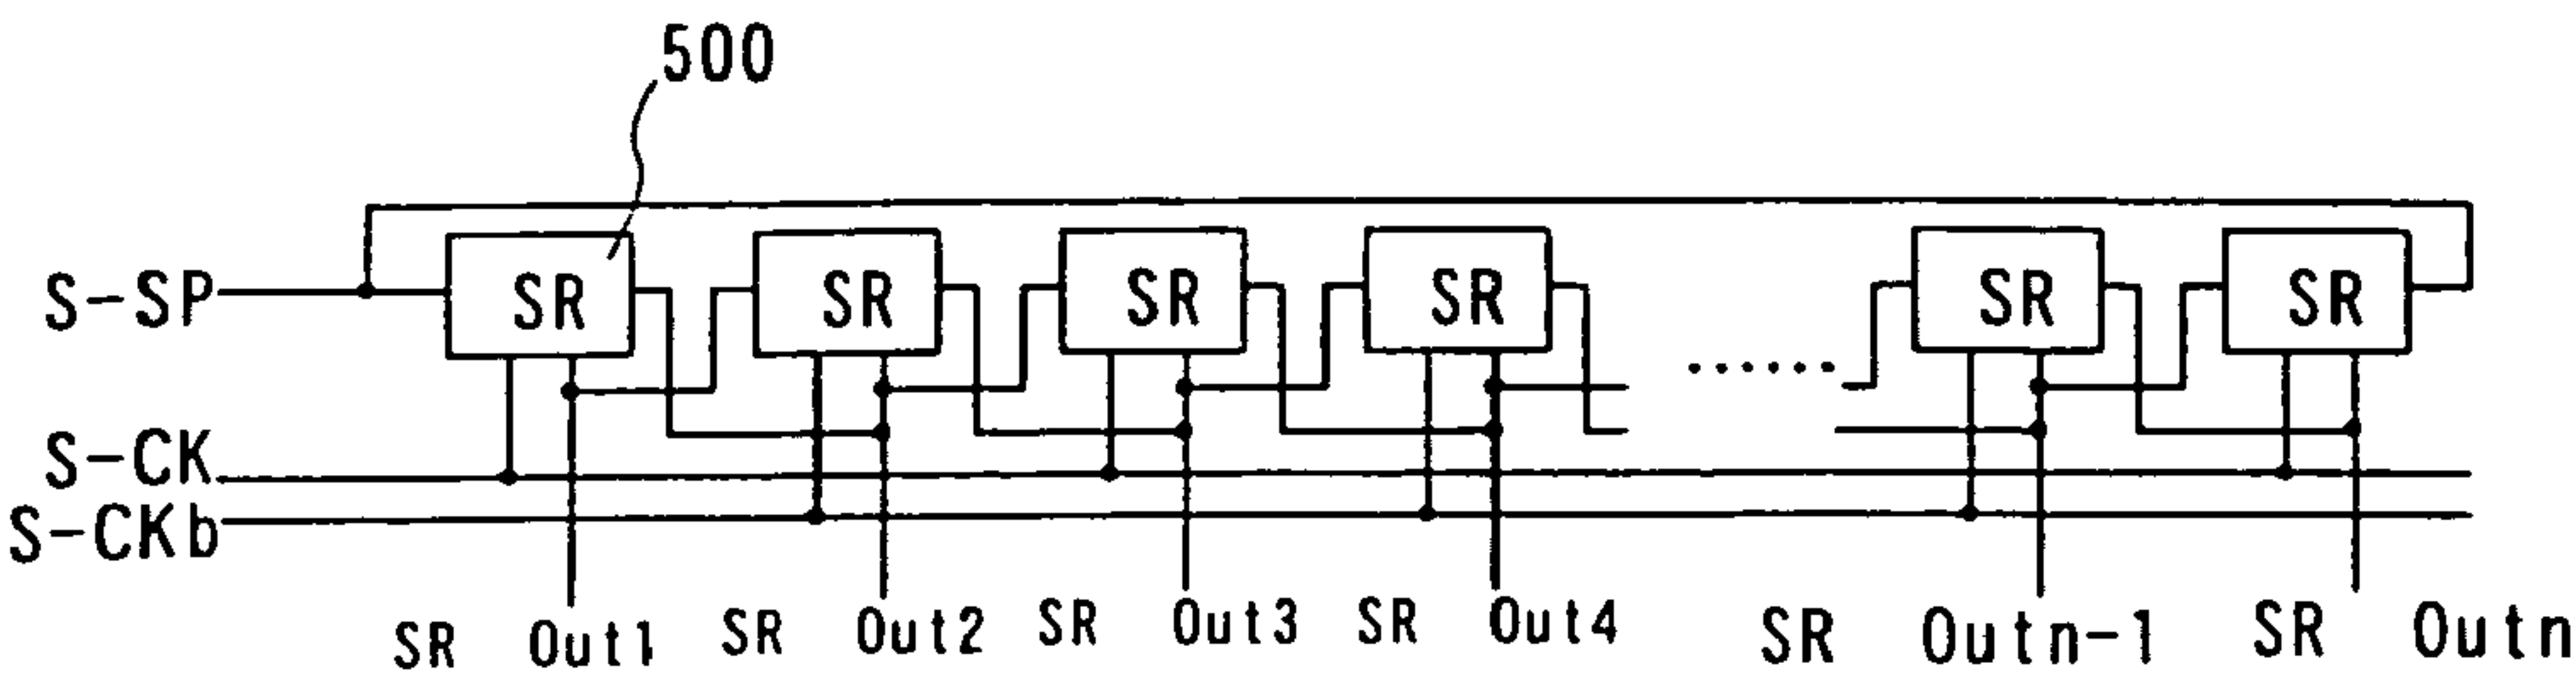 500
S-SP
SR SR SR SR SR SR
S-CK
S-CKb
SR Out1 SR Out2 SR Out3 SR Out4 SR Outn-1 SR Outn